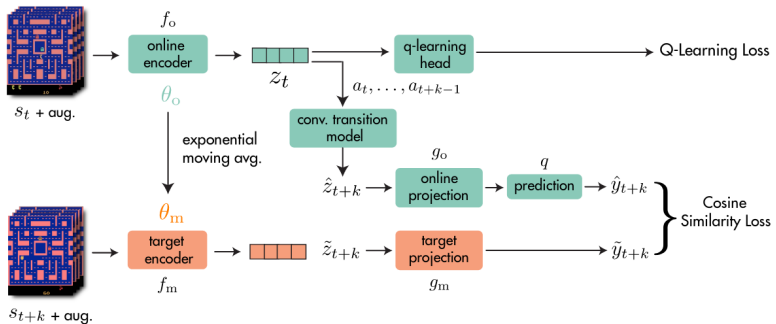 f_o
online encoder
z_t
q-learning head
Q-Learning Loss
s_t + aug.
θ_o
a_t, . . . , a_{t+k−1}
conv. transition model
exponential moving avg.
g_o
q
ẑ_{t+k}
online projection
prediction
ŷ_{t+k}
Cosine Similarity Loss
θ_m
target encoder
z̃_{t+k}
target projection
ỹ_{t+k}
f_m
g_m
s_{t+k} + aug.